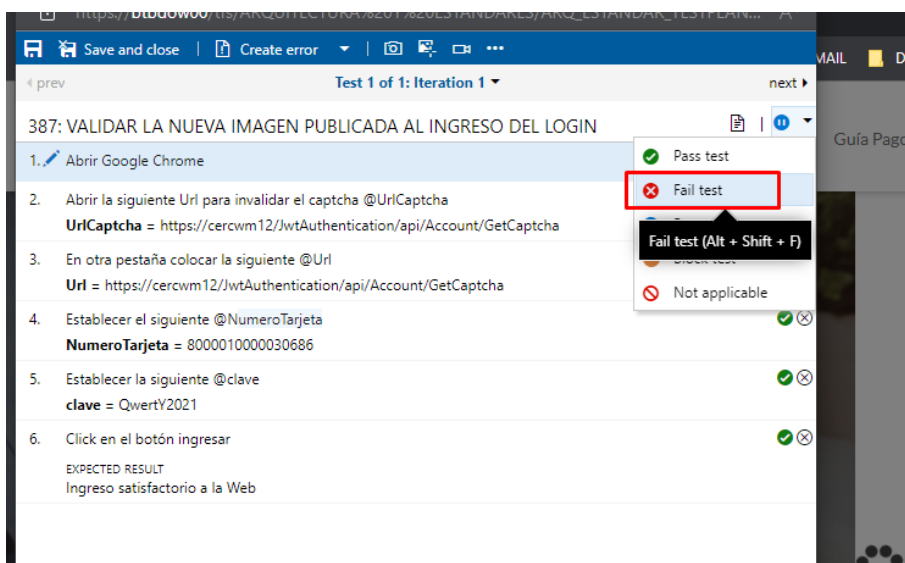 https://btbdow00/tfs/ARQUITECTURA%20Y%20ESTANDARES/ARQ_ESTANDAR_TESTPLAN...
Save and close | Create error
MAIL
prev
Test 1 of 1: Iteration 1
next
387: VALIDAR LA NUEVA IMAGEN PUBLICADA AL INGRESO DEL LOGIN
Guía Pago
1. Abrir Google Chrome
Pass test
Fail test
Fail test (Alt + Shift + F)
Block test
Not applicable
2. Abrir la siguiente Url para invalidar el captcha @UrlCaptcha
UrlCaptcha = https://cercwm12/JwtAuthentication/api/Account/GetCaptcha
3. En otra pestaña colocar la siguiente @Url
Url = https://cercwm12/JwtAuthentication/api/Account/GetCaptcha
4. Establecer el siguiente @NumeroTarjeta
NumeroTarjeta = 8000010000030686
5. Establecer la siguiente @clave
clave = QwertY2021
6. Click en el botón ingresar
EXPECTED RESULT
Ingreso satisfactorio a la Web